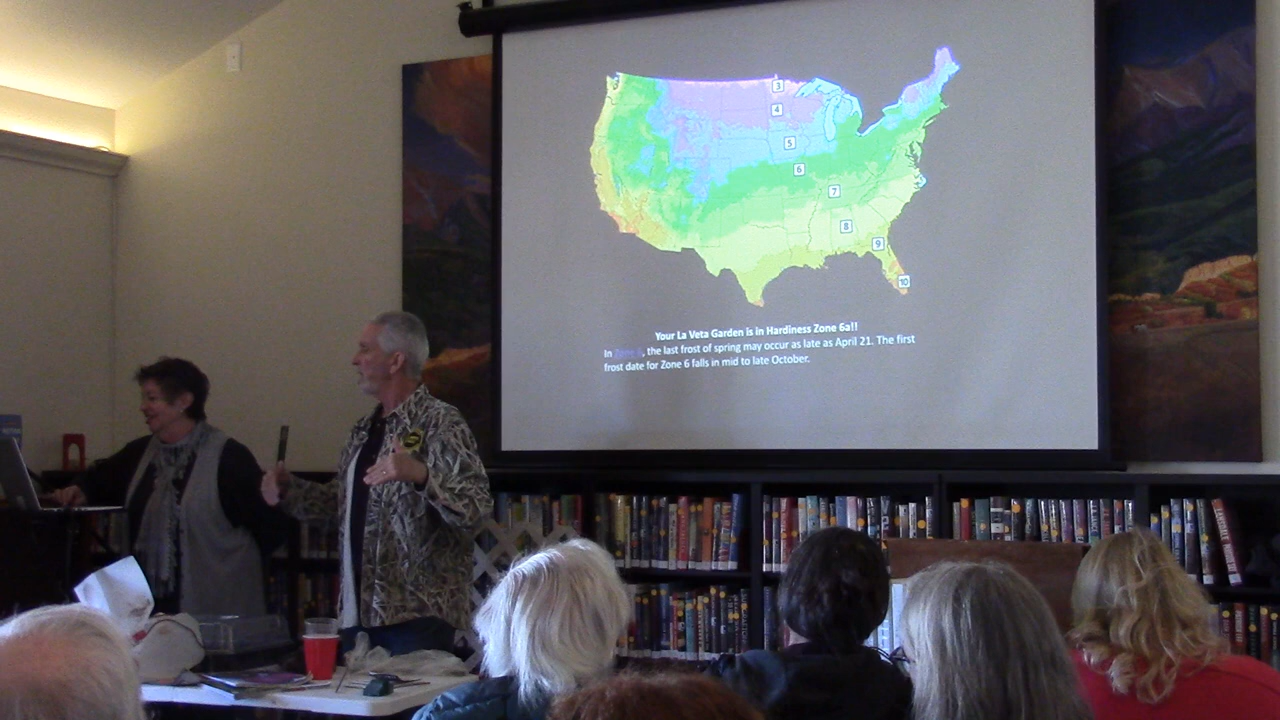 3
4
5
6
7
8
9
10
Your La Veta Garden is in Hardiness Zone 6a!!
In Zone 6, the last frost of spring may occur as late as April 21. The first
frost date for Zone 6 falls in mid to late October.